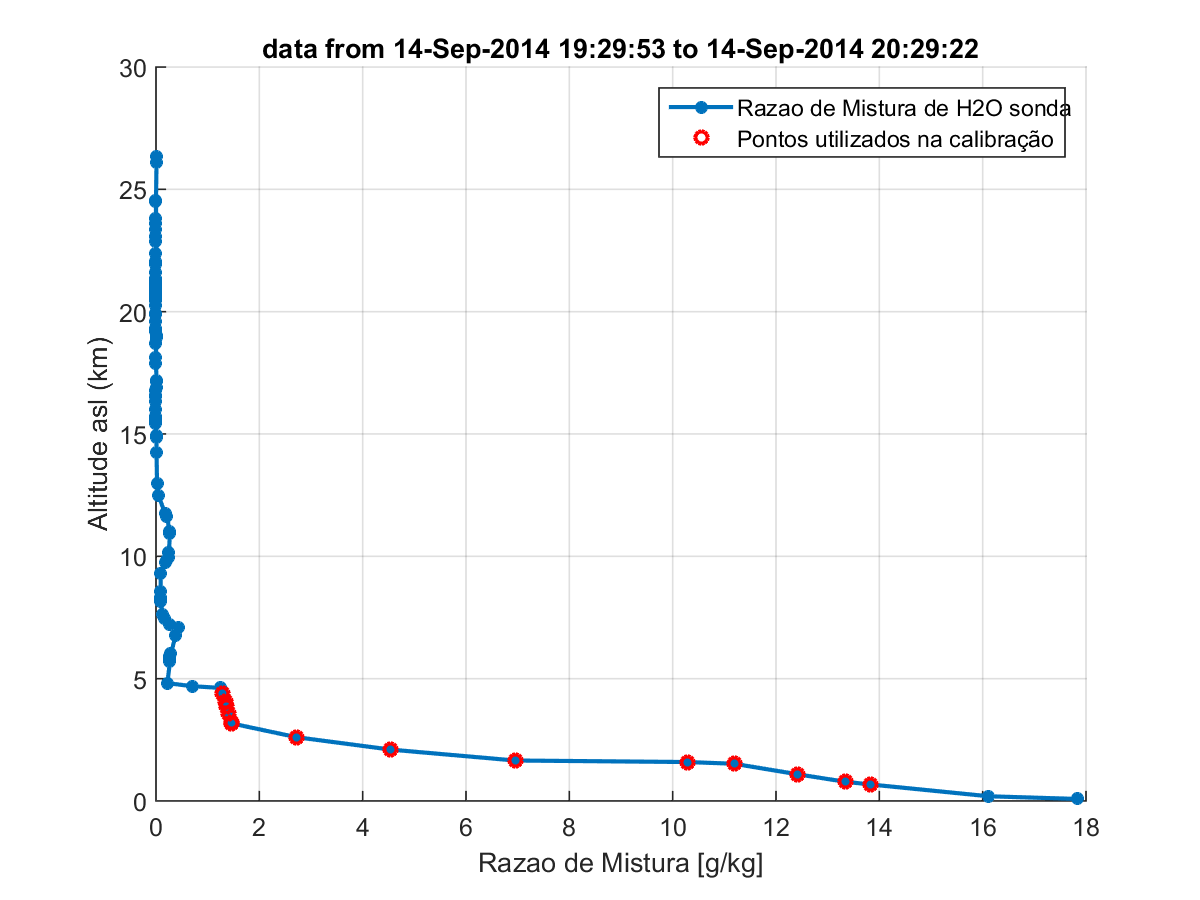 data from 14-Sep-2014 19:29:53 to 14-Sep-2014 20:29:22
Razao de Mistura de H2O sonda
Pontos utilizados na calibração
30
25
20
15
10
5
0
Altitude asl (km)
0 2 4 6 8 10 12 14 16 18
Razao de Mistura [g/kg]